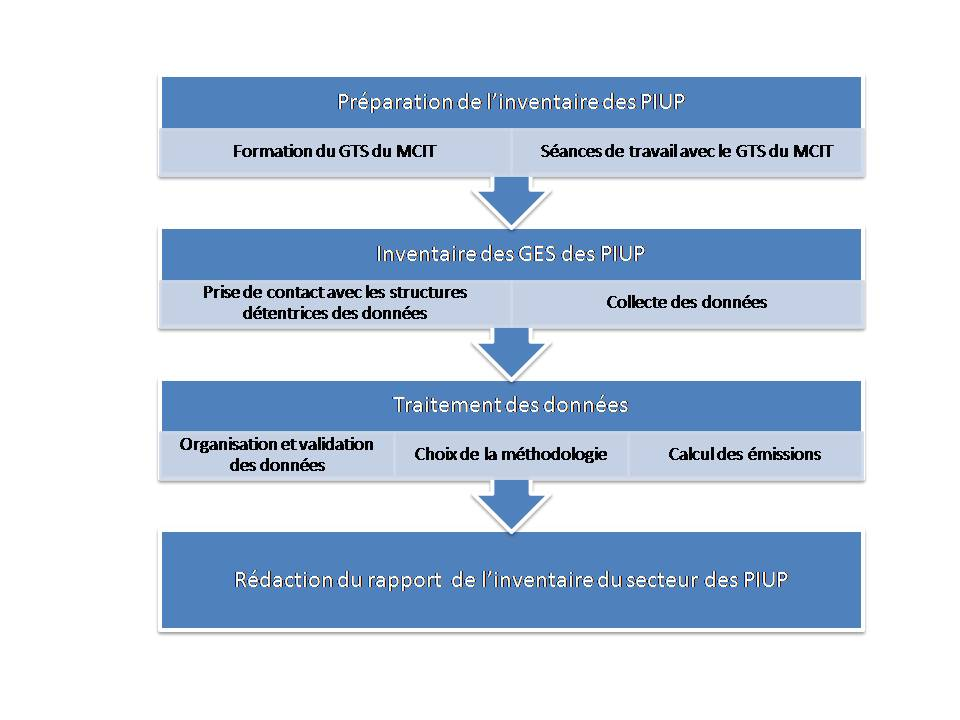 Préparation de l'inventaire des PIUP
Formation du GTS du MCIT
Séances de travail avec le GTS du MCIT
Inventaire des GES des PIUP
Prise de contact avec les structures
détentrices des données
Collecte des données
Traitement des données
Organisation et validation
des données
Choix de la méthodologie
Calcul des émissions
Rédaction du rapport de l'inventaire du secteur des PIUP